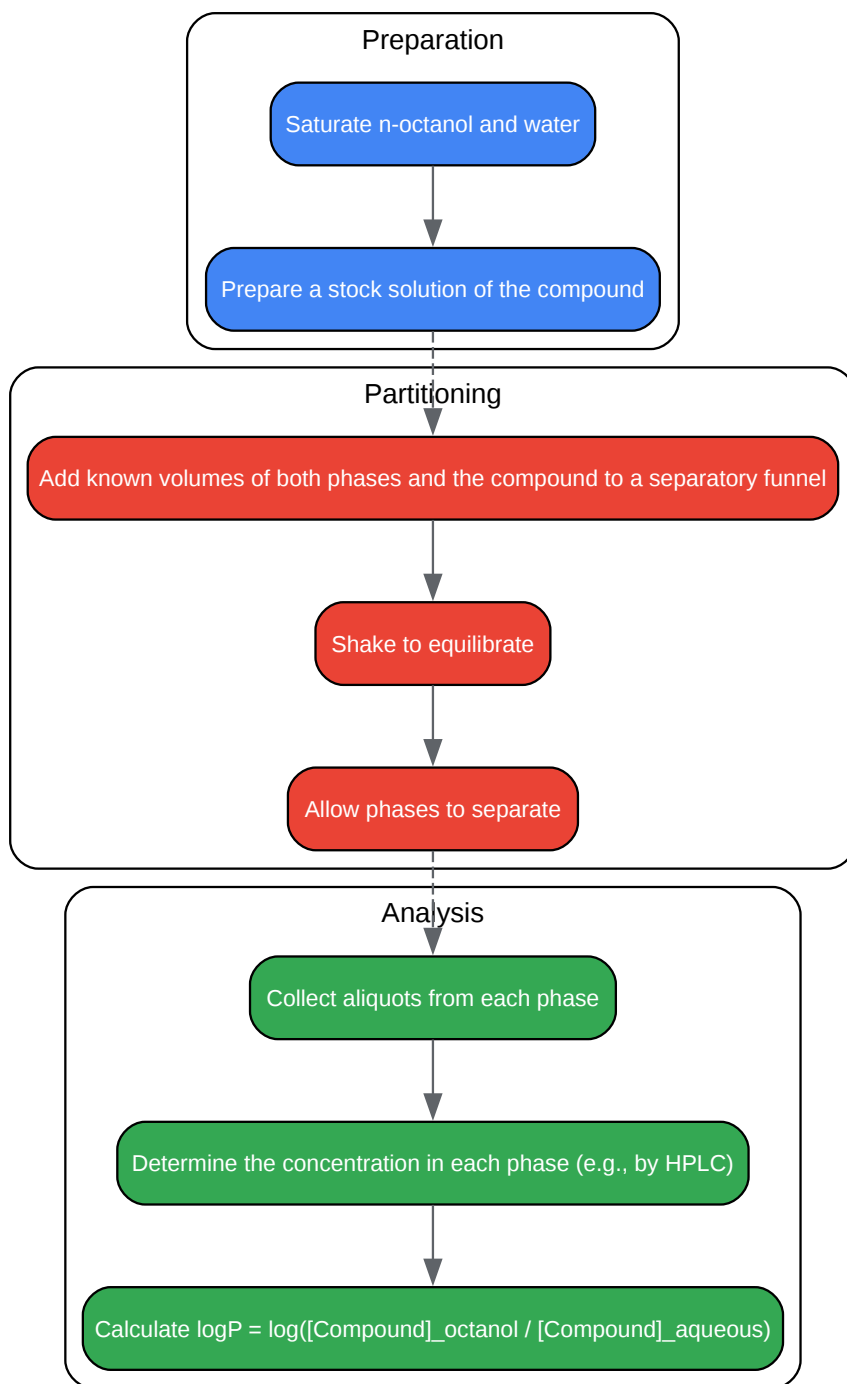 Preparation
Saturate n-octanol and water
Prepare a stock solution of the compound
Partitioning
Add known volumes of both phases and the compound to a separatory funnel
Shake to equilibrate
Allow phases to separate
Analysis
Collect aliquots from each phase
Determine the concentration in each phase (e.g., by HPLC)
Calculate logP = log([Compound]_octanol / [Compound]_aqueous)